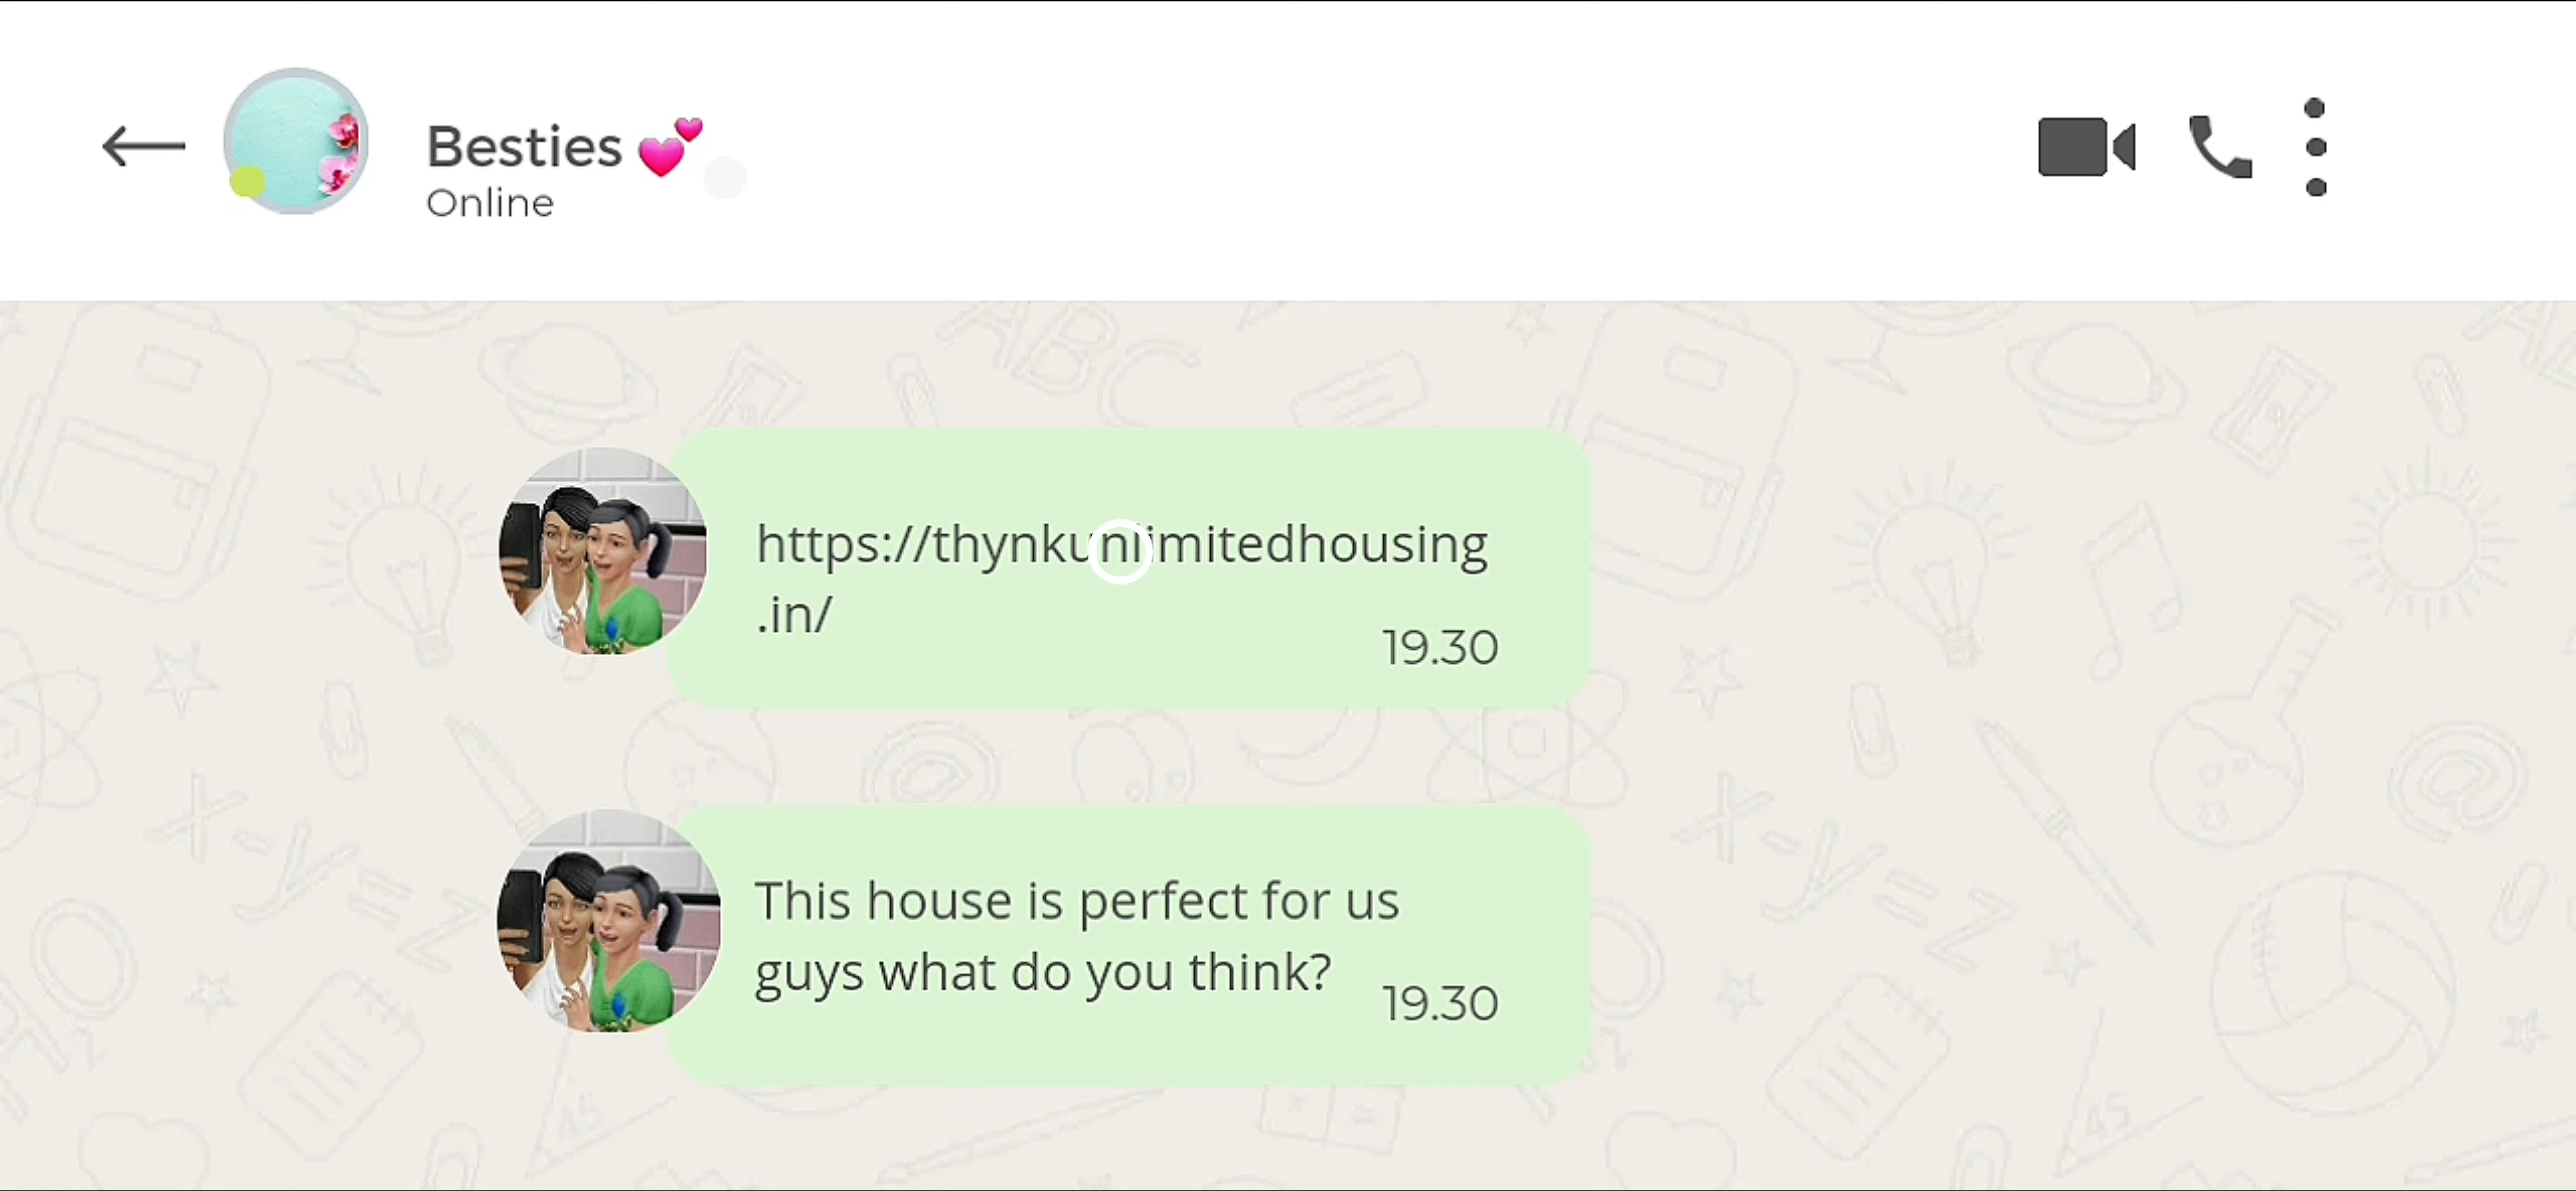 Besties 💕
Online
https://thynkunlimitedhousing
.in/
19.30
This house is perfect for us
guys what do you think?
19.30